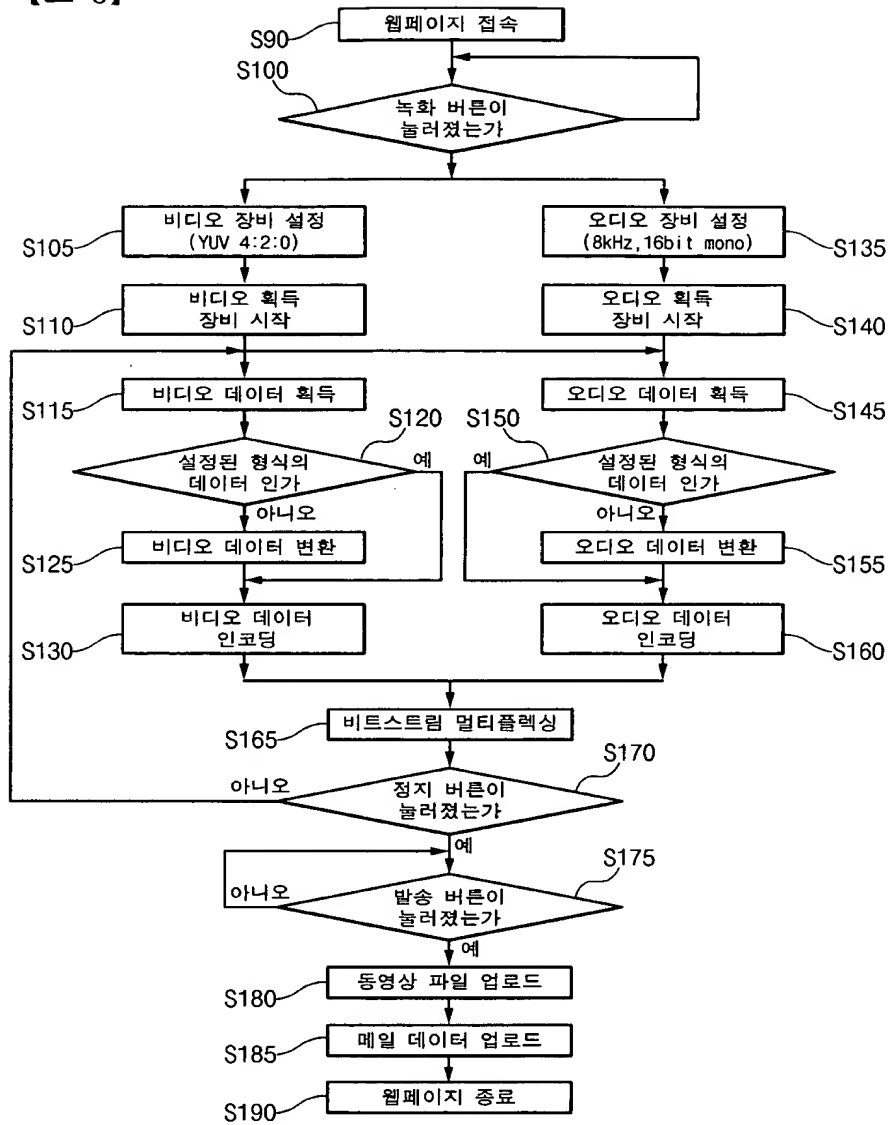 웹페이지 접속
S90
S100
녹화 버튼이
눌러졌는가
비디오 장비 설정
(YUV 4:2:0)
S105
오디오 장비 설정
(8kHz,16bit mono)
S135
비디오 획득
장비 시작
S110
오디오 획득
장비 시작
S140
비디오 데이터 획득
S115
오디오 데이터 획득
S145
S120
설정된 형식의
데이터 인가
예
아니오
S150
예
설정된 형식의
데이터 인가
아니오
비디오 데이터 변환
S125
오디오 데이터 변환
S155
비디오 데이터
인코딩
S130
오디오 데이터
인코딩
S160
비트스트림 멀티플렉싱
S165
S170
아니오
정지 버튼이
눌러졌는가
예
S175
아니오
발송 버튼이
눌러졌는가
예
동영상 파일 업로드
S180
메일 데이터 업로드
S185
웹페이지 종료
S190